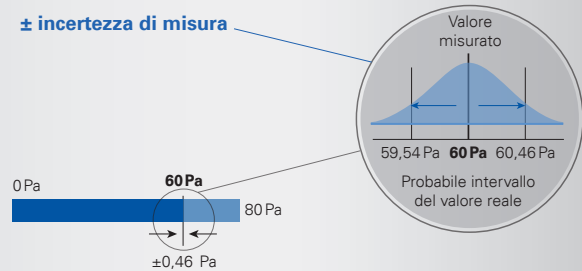 ± incertezza di misura
Valore
misurato
59,54 Pa 60 Pa 60,46 Pa
Probabile intervallo
del valore reale
0 Pa
60 Pa
80 Pa
±0,46 Pa